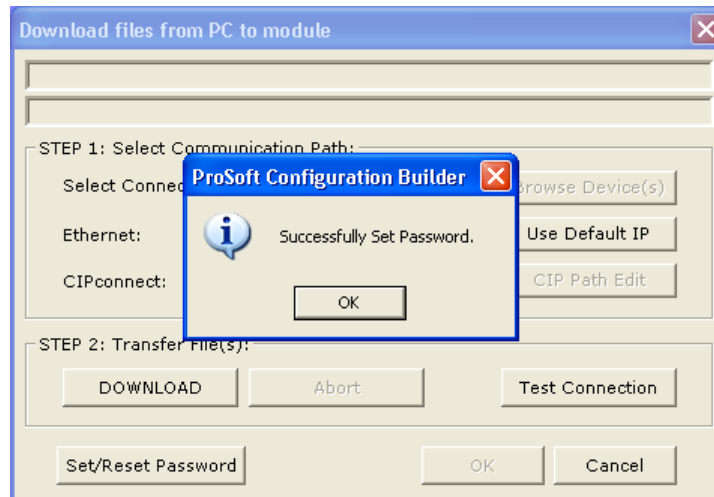 Download files from PC to module
STEP 1: Select Communication Path:
ProSoft Configuration Builder
Select Connec
Browse Device(s)
Successfully Set Password.
Ethernet:
Use Default IP
CIPconnect:
CIP Path Edit
OK
STEP 2: Transfer File(s):
DOWNLOAD
Abort
Test Connection
Set/Reset Password
OK
Cancel